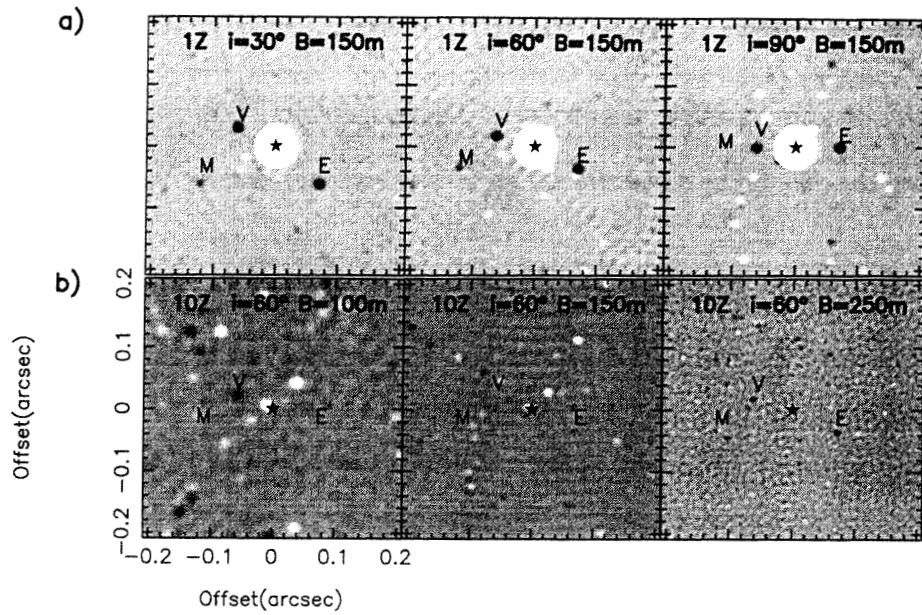 a)
1Z i=30° B=150m
1Z i=60° B=150m
1Z i=90° B=150m
V
M
E
V
M
E
M
V
E
b)
10Z i=60° B=100m
10Z i=60° B=150m
10Z i=60° B=250m
V
M
E
V
M
E
V
M
E
0.2
0.1
0
-0.1
-0.2
Offset(arcsec)
-0.2 -0.1 0 0.1 0.2
Offset(arcsec)